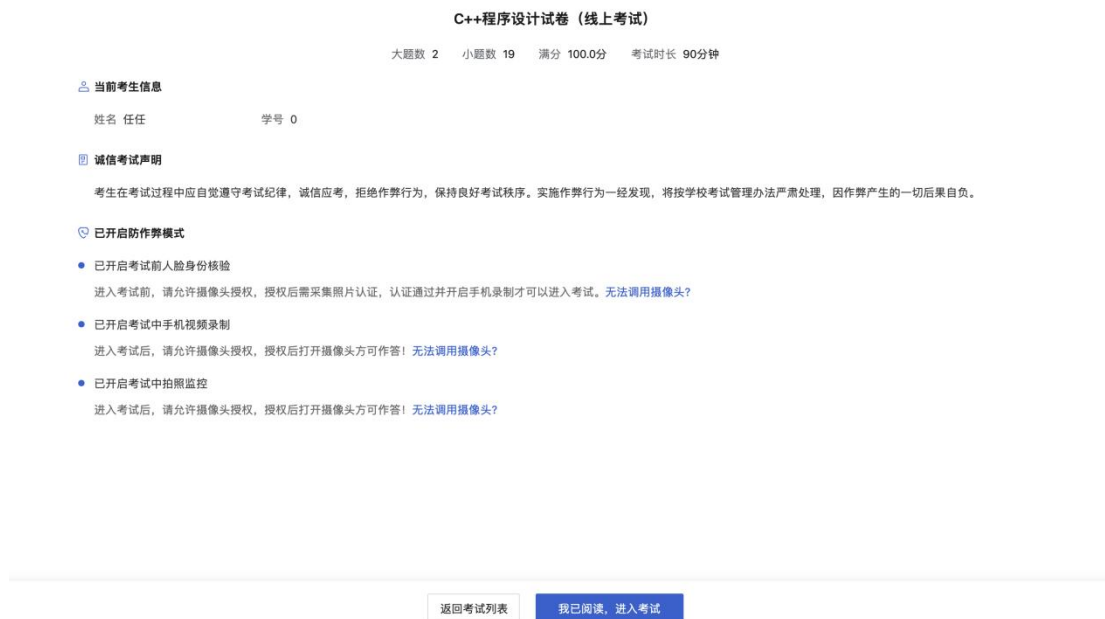 C++程序设计试卷（线上考试）
大题数 2 小题数 19 满分 100.0分 考试时长 90分钟
当前考生信息
姓名 任任 学号 0
诚信考试声明
考生在考试过程中应自觉遵守考试纪律，诚信应考，拒绝作弊行为，保持良好考试秩序。实施作弊行为一经发现，将按学校考试管理办法严肃处理，因作弊产生的一切后果自负。
已开启防作弊模式
已开启考试前人脸身份核验
进入考试前，请允许摄像头授权，授权后需采集照片认证，认证通过并开启手机录制才可以进入考试。无法调用摄像头?
已开启考试中手机视频录制
进入考试后，请允许摄像头授权，授权后打开摄像头方可作答！无法调用摄像头?
已开启考试中拍照监控
进入考试后，请允许摄像头授权，授权后打开摄像头方可作答！无法调用摄像头?
返回考试列表 我已阅读，进入考试